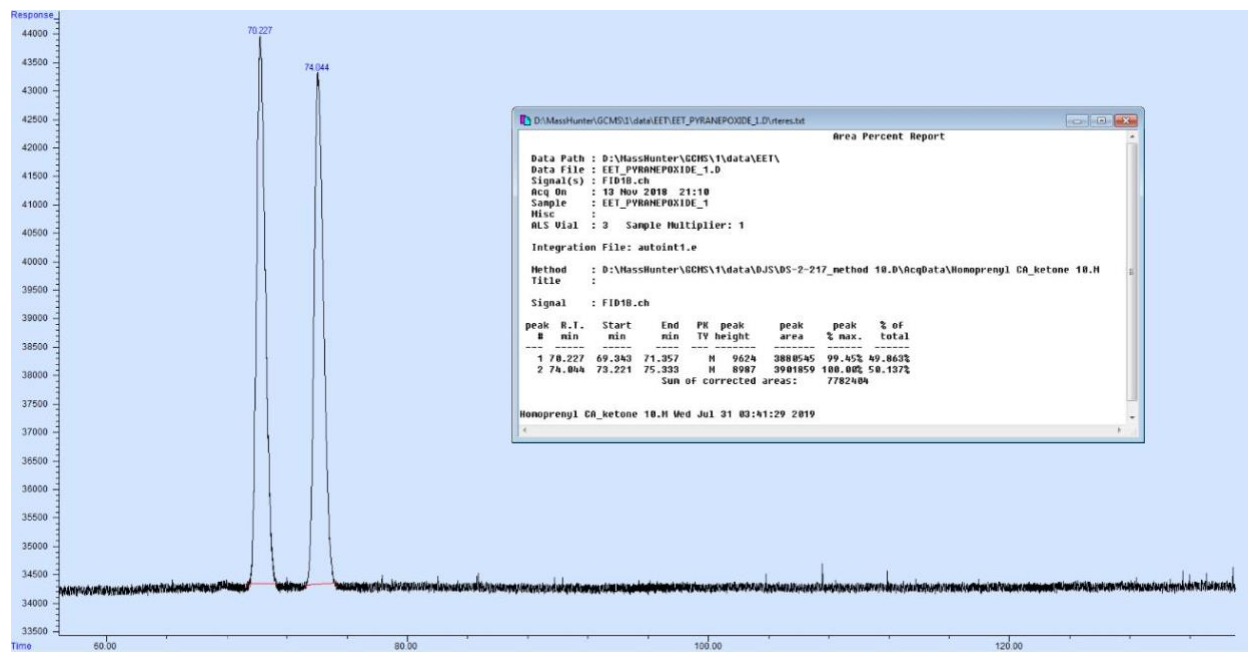 Response_
44000
43500
43000
42500
42000
41500
41000
40500
40000
39500
39000
38500
38000
37500
37000
36500
36000
35500
35000
34500
34000
33500
Time
60.00
80.00
100.00
120.00
70.227
74.044
D:\MassHunter\GCMS\1\data\EET\EET_PYRANEPOXIDE_1.D\rteres.txt
Area Percent Report
Data Path : D:\MassHunter\GCMS\1\data\EET\
Data File : EET_PYRANEPOXIDE_1.D
Signal(s) : FID1B.ch
Acq On : 13 Nov 2018 21:10
Sample : EET_PYRANEPOXIDE_1
Misc :
ALS Vial : 3 Sample Multiplier: 1
Integration File: autoint1.e
Method : D:\MassHunter\GCMS\1\data\DJS\DS-2-217_method 10.D\AcqData\Homoprenyl CA_ketone 10.M
Title :
Signal : FID1B.ch
peak R.T. Start End PK peak peak peak % of
# min min min TY height area % max. total
--- ----- ----- ---- --- ------- ------- ------ ------
1 70.227 69.343 71.357 M 9624 3880545 99.45% 49.863%
2 74.044 73.221 75.333 M 8987 3901859 100.00% 50.137%
Sum of corrected areas: 7782404
Homoprenyl CA_ketone 10.M Wed Jul 31 03:41:29 2019